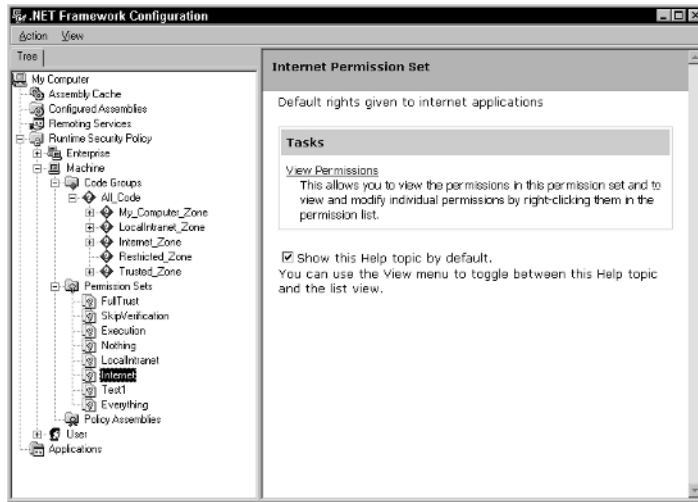 .NET Framework Configuration
Action View
Tree
My Computer
Assembly Cache
Configured Assemblies
Remoting Services
Runtime Security Policy
Enterprise
Machine
Code Groups
All_Code
My_Computer_Zone
LocalIntranet_Zone
Internet_Zone
Restricted_Zone
Trusted_Zone
Permission Sets
FullTrust
SkipVerification
Execution
Nothing
LocalIntranet
Internet
Test1
Everything
Policy Assemblies
User
Applications
Internet Permission Set
Default rights given to internet applications
Tasks
View Permissions
This allows you to view the permissions in this permission set and to
view and modify individual permissions by right-clicking them in the
permission list.
Show this Help topic by default.
You can use the View menu to toggle between this Help topic
and the list view.